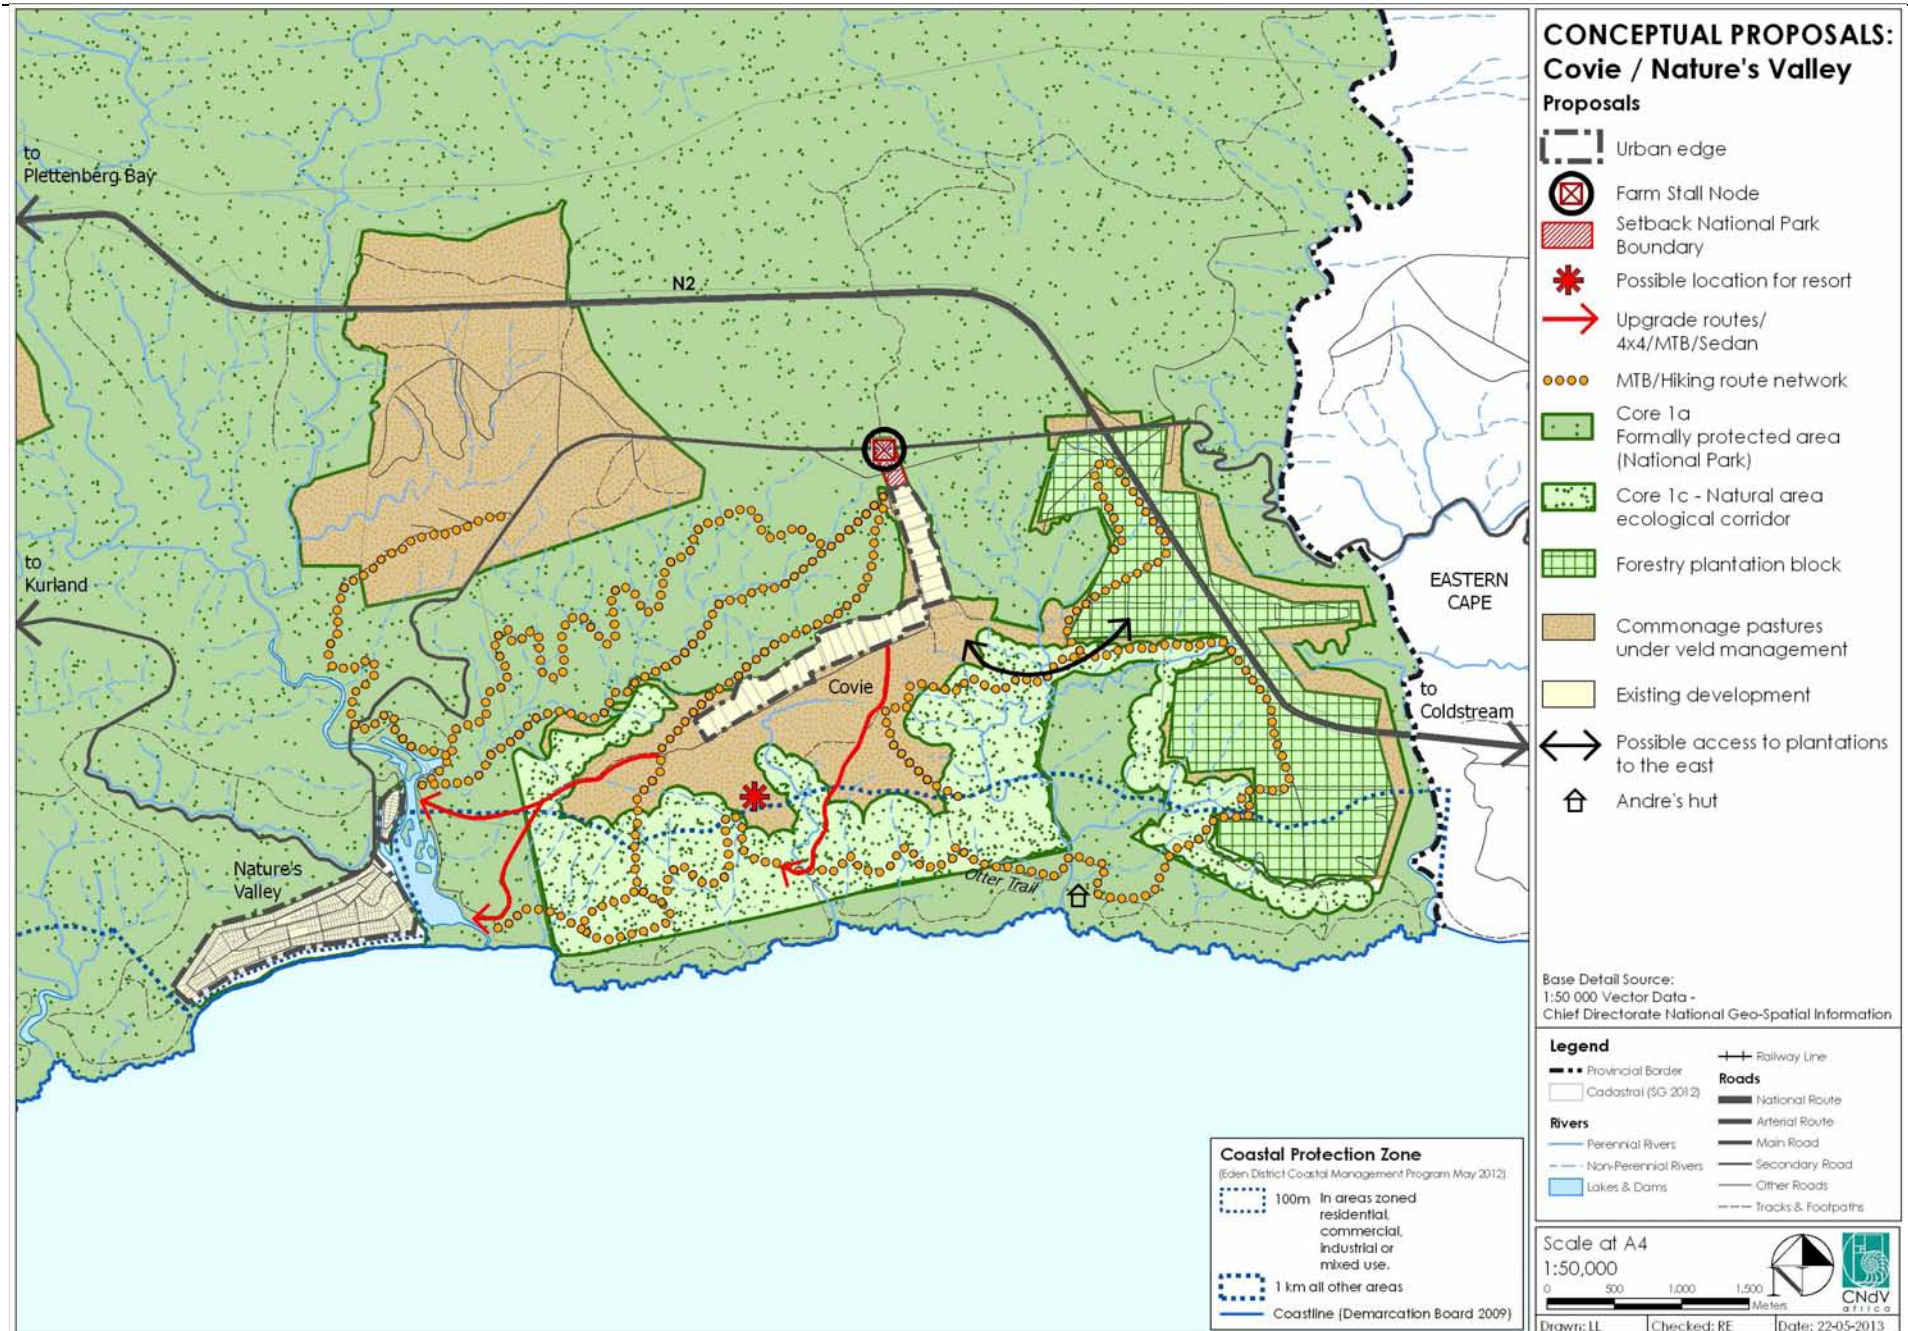 to
Plettenberg Bay
N2
to
Kurland
Covie
Nature's
Valley
Otter Trail
EASTERN
CAPE
to
Coldstream
CONCEPTUAL PROPOSALS:
Covie / Nature's Valley
Proposals
Urban edge
Farm Stall Node
Setback National Park
Boundary
Possible location for resort
Upgrade routes/
4x4/MTB/Sedan
MTB/Hiking route network
Core 1a
Formally protected area
(National Park)
Core 1c - Natural area
ecological corridor
Forestry plantation block
Commonage pastures
under veld management
Existing development
Possible access to plantations
to the east
Andre's hut
Base Detail Source:
1:50 000 Vector Data -
Chief Directorate National Geo-Spatial Information
Legend
Provincial Border
Cadastral (SG 2012)
Rivers
Perennial Rivers
Non-Perennial Rivers
Lakes & Dams
Railway Line
Roads
National Route
Arterial Route
Main Road
Secondary Road
Other Roads
Tracks & Footpaths
Coastal Protection Zone
(Eden District Coastal Management Program May 2012)
100m In areas zoned
residential,
commercial,
industrial or
mixed use.
1 km all other areas
Coastline (Demarcation Board 2009)
Scale at A4
1:50,000
0 500 1,000 1,500
Meters
N
CNdV
africa
Drawn: LL Checked: RE Date: 22-05-2013